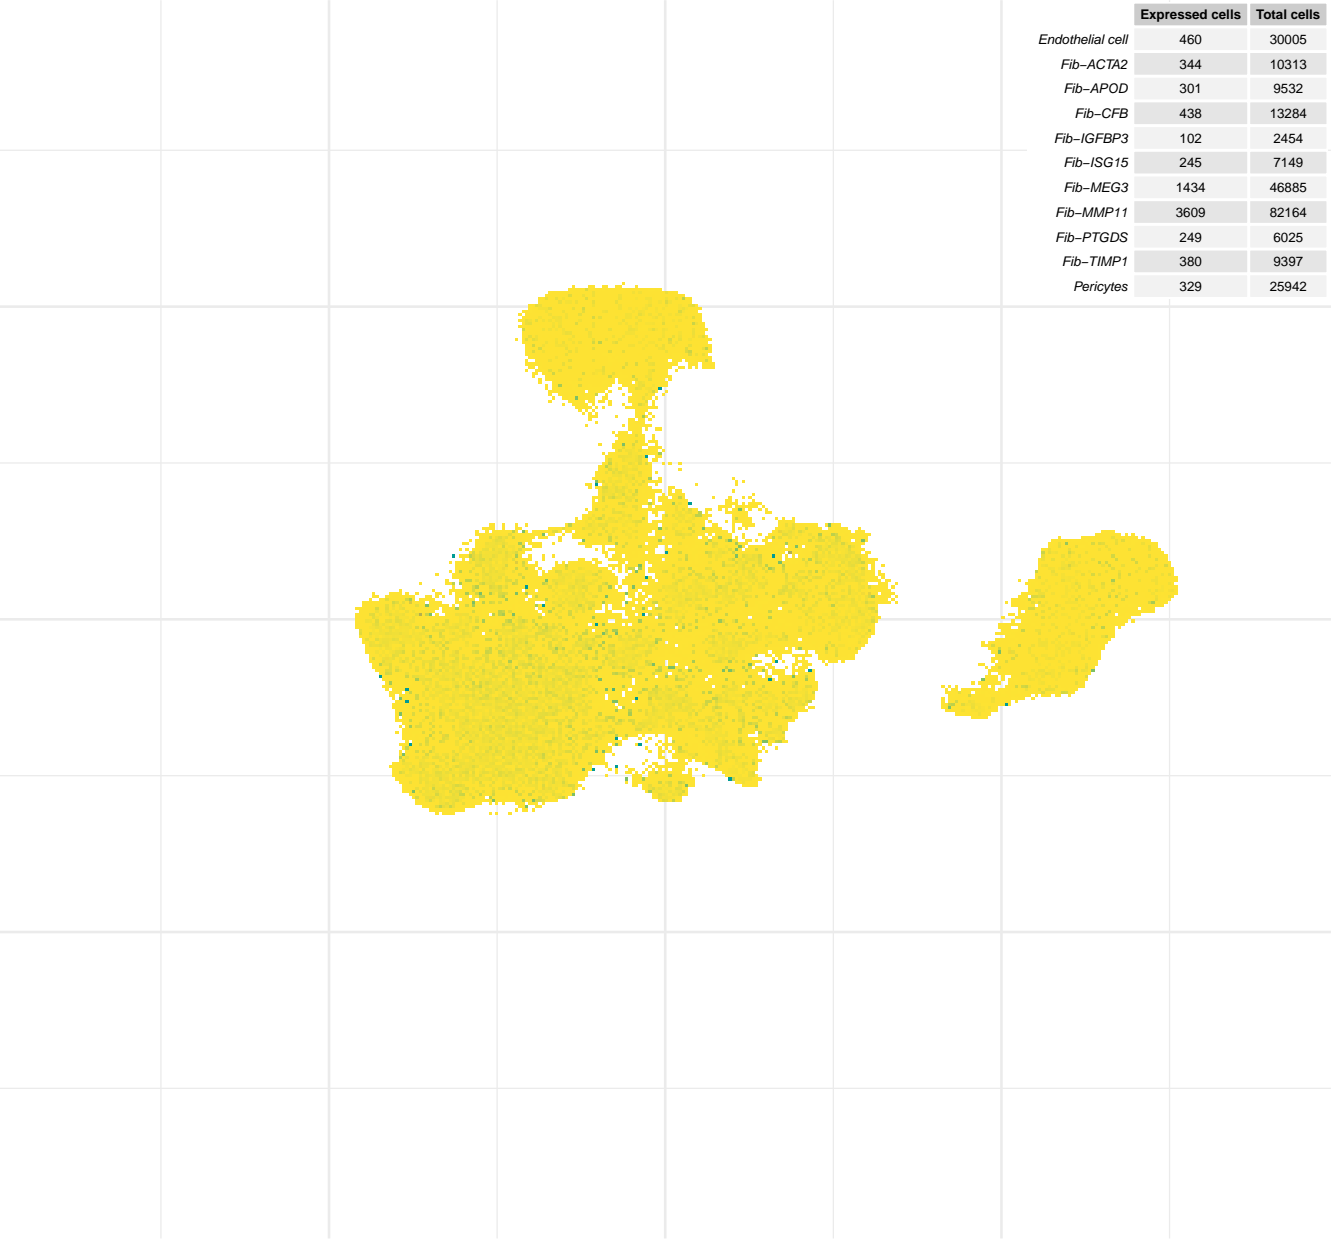 Expressed cells Total cells
Endothelial cell 460 30005
Fib−ACTA2 344 10313
Fib−APOD 301 9532
Fib−CFB 438 13284
Fib−IGFBP3 102 2454
Fib−ISG15 245 7149
Fib−MEG3 1434 46885
Fib−MMP11 3609 82164
Fib−PTGDS 249 6025
Fib−TIMP1 380 9397
Pericytes 329 25942